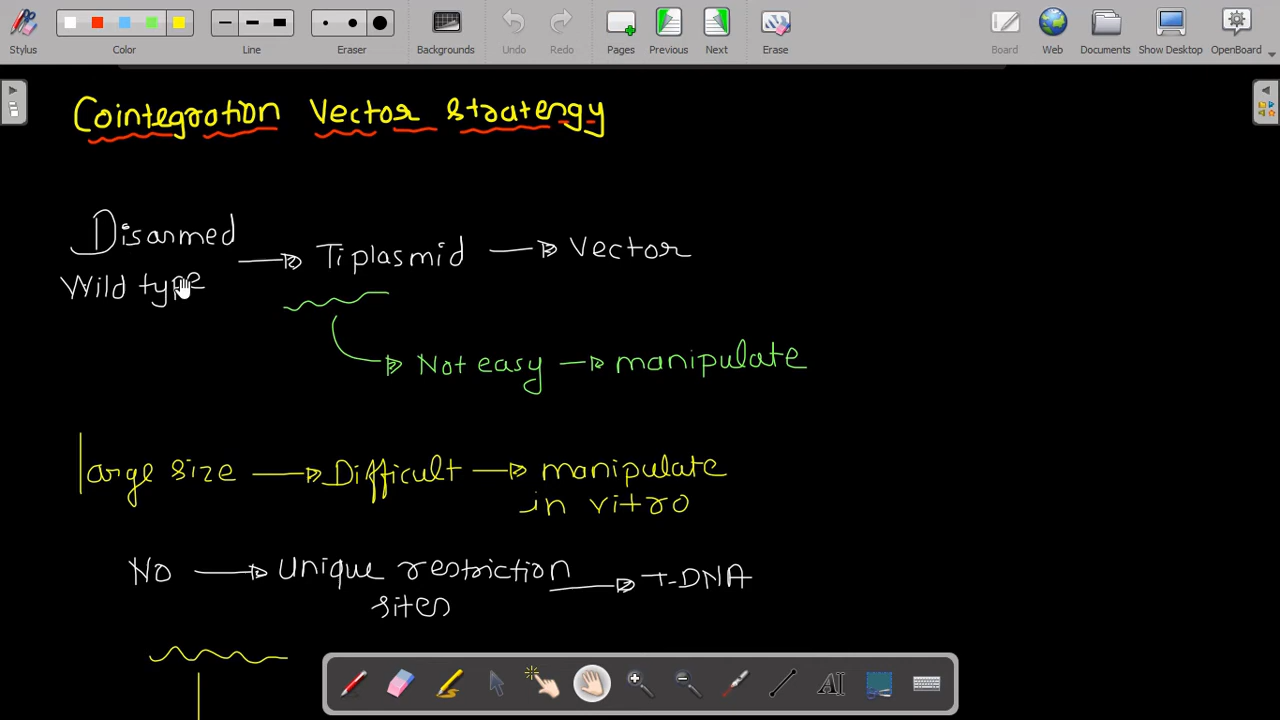 Stylus
Color
Line
Eraser
Backgrounds
Undo
Redo
Pages
Previous
Next
Erase
Board
Web
Documents
Show Desktop
OpenBoard
Cointegration Vector stratengy
Disarmed
Wild type
Ti plasmid
Vector
Not easy
manipulate
large size
Difficult
manipulate
in vitro
No
Unique restriction
sites
T-DNA